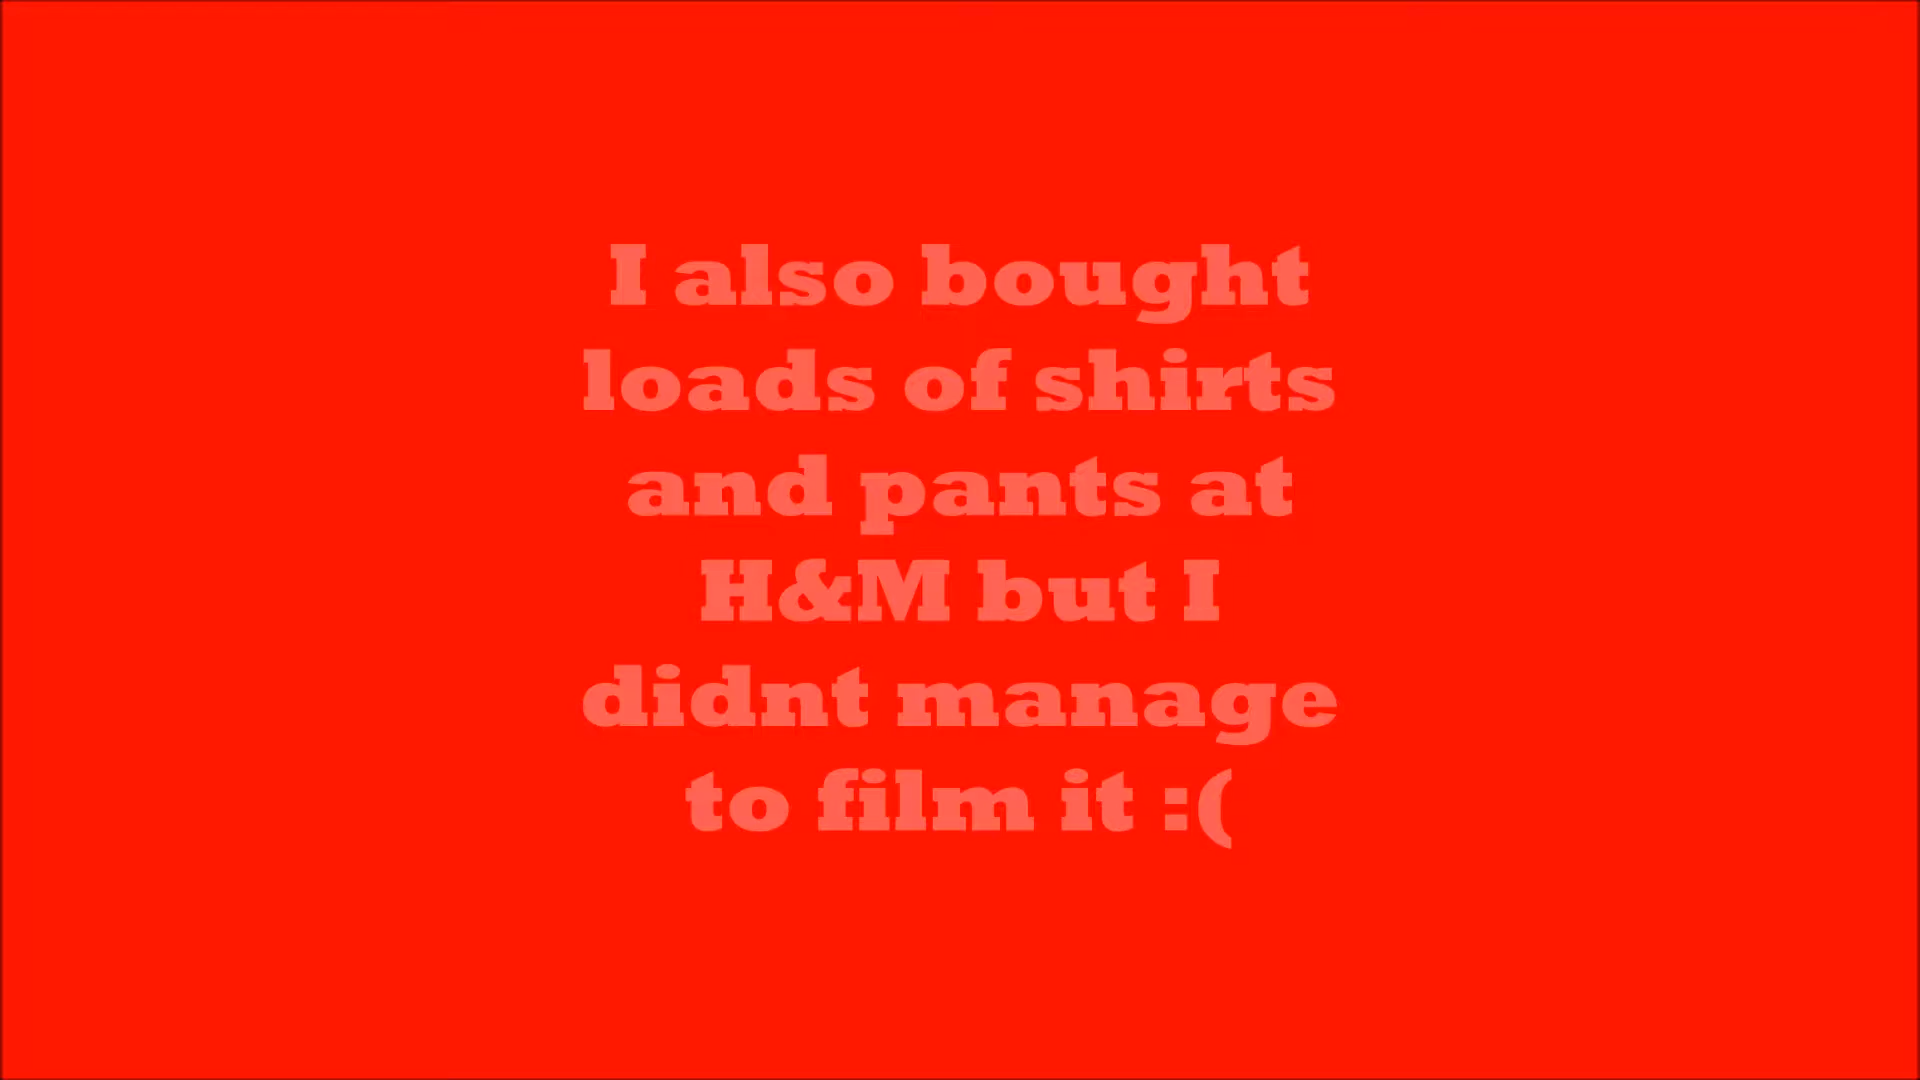 I also bought
loads of shirts
and pants at
H&M but I
didnt manage
to film it :(